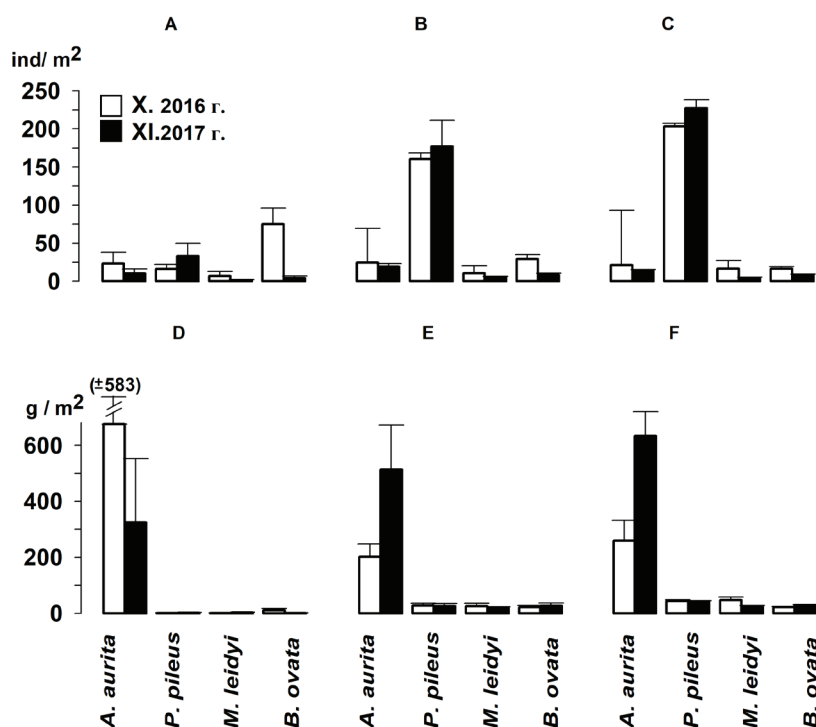 A B C
ind/ m2
250
200
150
100
50
0
X. 2016 г.
XI.2017 г.
D E F
(±583)
g / m2
600
400
200
0
A. aurita P. pileus M. leidyi B. ovata A. aurita P. pileus M. leidyi B. ovata A. aurita P. pileus M. leidyi B. ovata